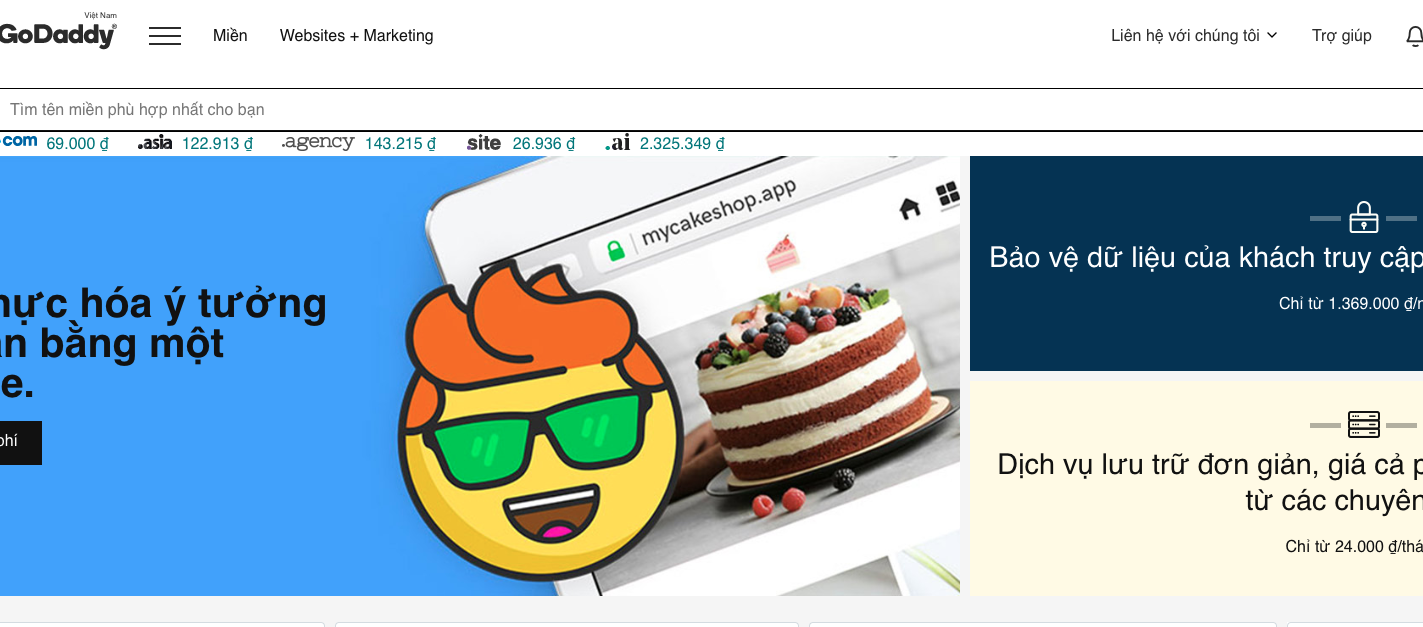 Việt Nam
GoDaddy®
Miền
Websites + Marketing
Liên hệ với chúng tôi
Trợ giúp
Tìm tên miền phù hợp nhất cho bạn
com 69.000 ₫ .asia 122.913 ₫ .agency 143.215 ₫ site 26.936 ₫ .ai 2.325.349 ₫
hực hóa ý tưởng
n bằng một
e.
phí
mycakeshop.app
Bảo vệ dữ liệu của khách truy cập
Chỉ từ 1.369.000 ₫/
Dịch vụ lưu trữ đơn giản, giá cả p
từ các chuyên
Chỉ từ 24.000 ₫/thá